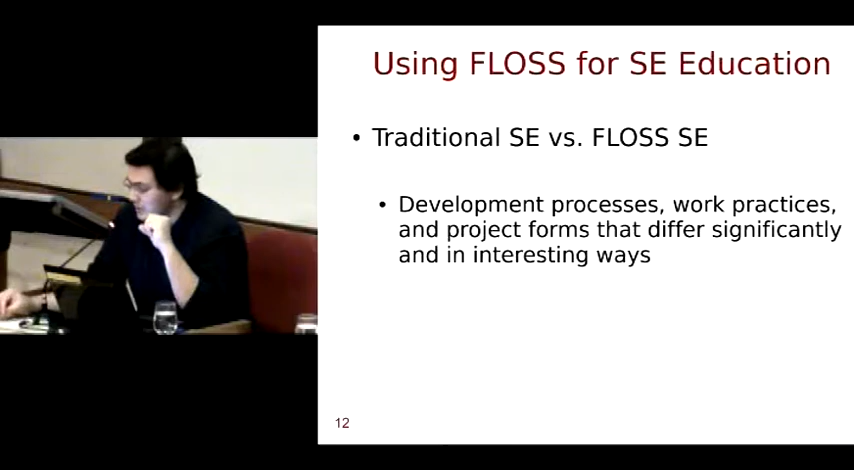 Using FLOSS for SE Education
• Traditional SE vs. FLOSS SE
• Development processes, work practices,
and project forms that differ significantly
and in interesting ways
12